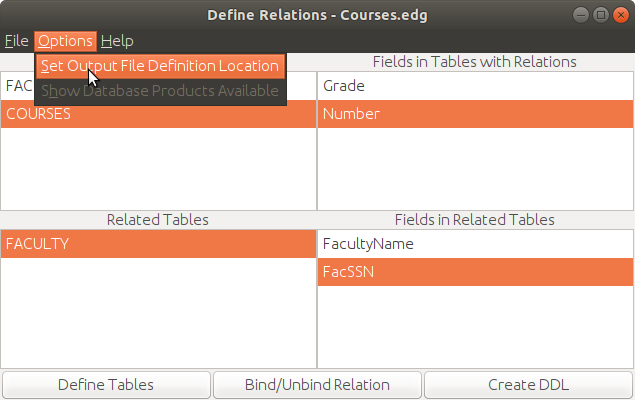 Define Relations - Courses.edg
File Options Help
Set Output File Definition Location
Show Database Products Available
Fields in Tables with Relations
FAC
COURSES
Grade
Number
Related Tables
Fields in Related Tables
FACULTY
FacultyName
FacSSN
Define Tables
Bind/Unbind Relation
Create DDL